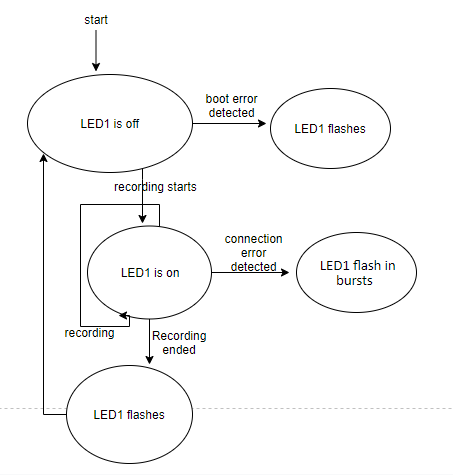 start
boot error
detected
LED1 is off
LED1 flashes
recording starts
connection
error
detected
LED1 is on
LED1 flash in
bursts
recording
Recording
ended
LED1 flashes